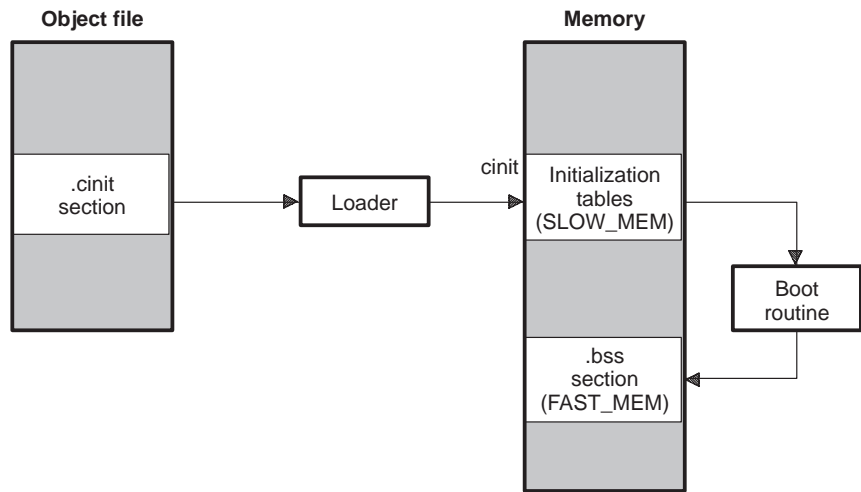 Object file
Memory
.cinit
section
Loader
cinit
Initialization
tables
(SLOW_MEM)
Boot
routine
.bss
section
(FAST_MEM)